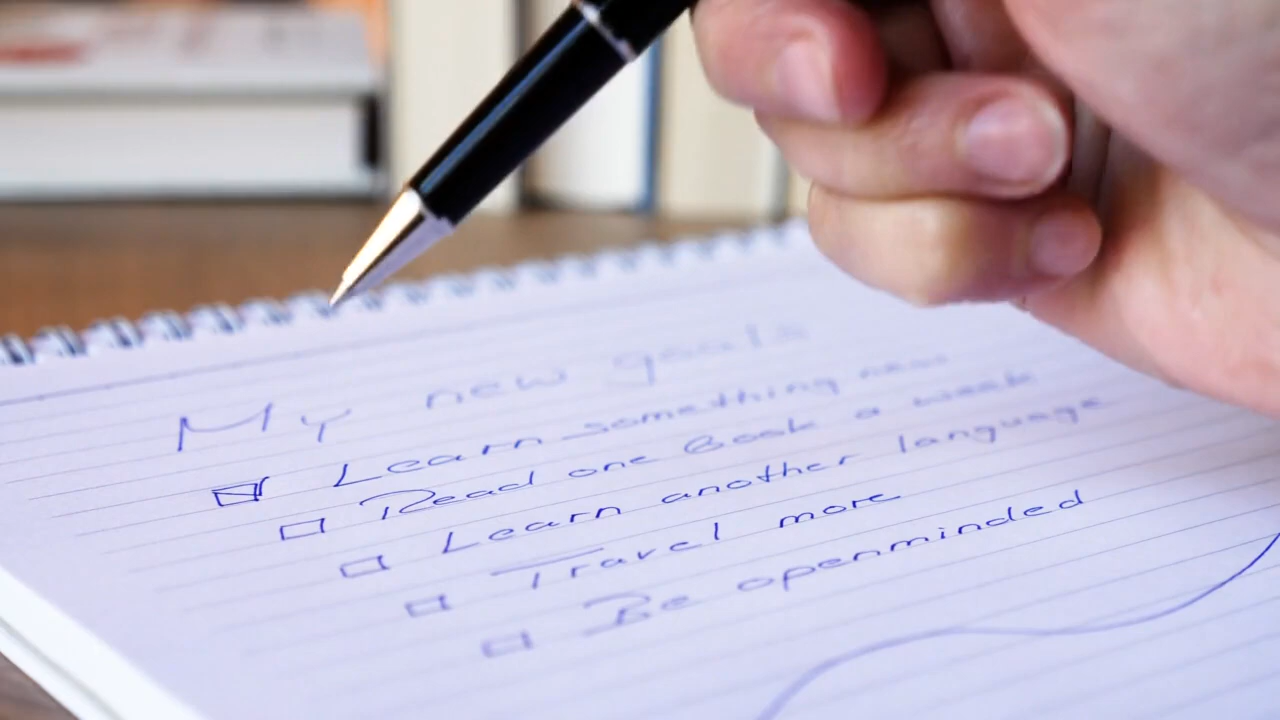 My new goals
Learn something new
Read one Book a week
Learn another language
Travel more
Be openminded